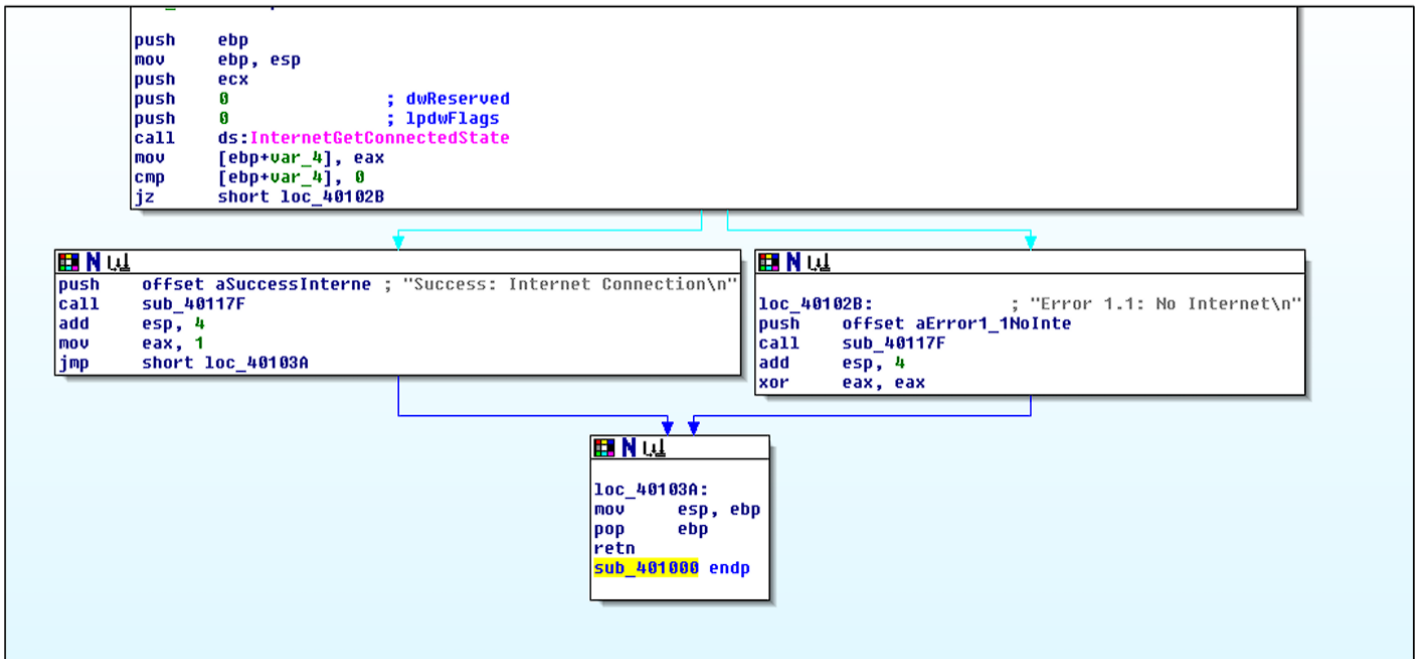 push ebp
mov ebp, esp
push ecx
push 0 ; dwReserved
push 0 ; lpdwFlags
call ds:InternetGetConnectedState
mov [ebp+var_4], eax
cmp [ebp+var_4], 0
jz short loc_40102B
N
push offset aSuccessInterne ; "Success: Internet Connection\n"
call sub_40117F
add esp, 4
mov eax, 1
jmp short loc_40103A
N
loc_40102B: ; "Error 1.1: No Internet\n"
push offset aError1_1NoInte
call sub_40117F
add esp, 4
xor eax, eax
N
loc_40103A:
mov esp, ebp
pop ebp
retn
sub_401000 endp